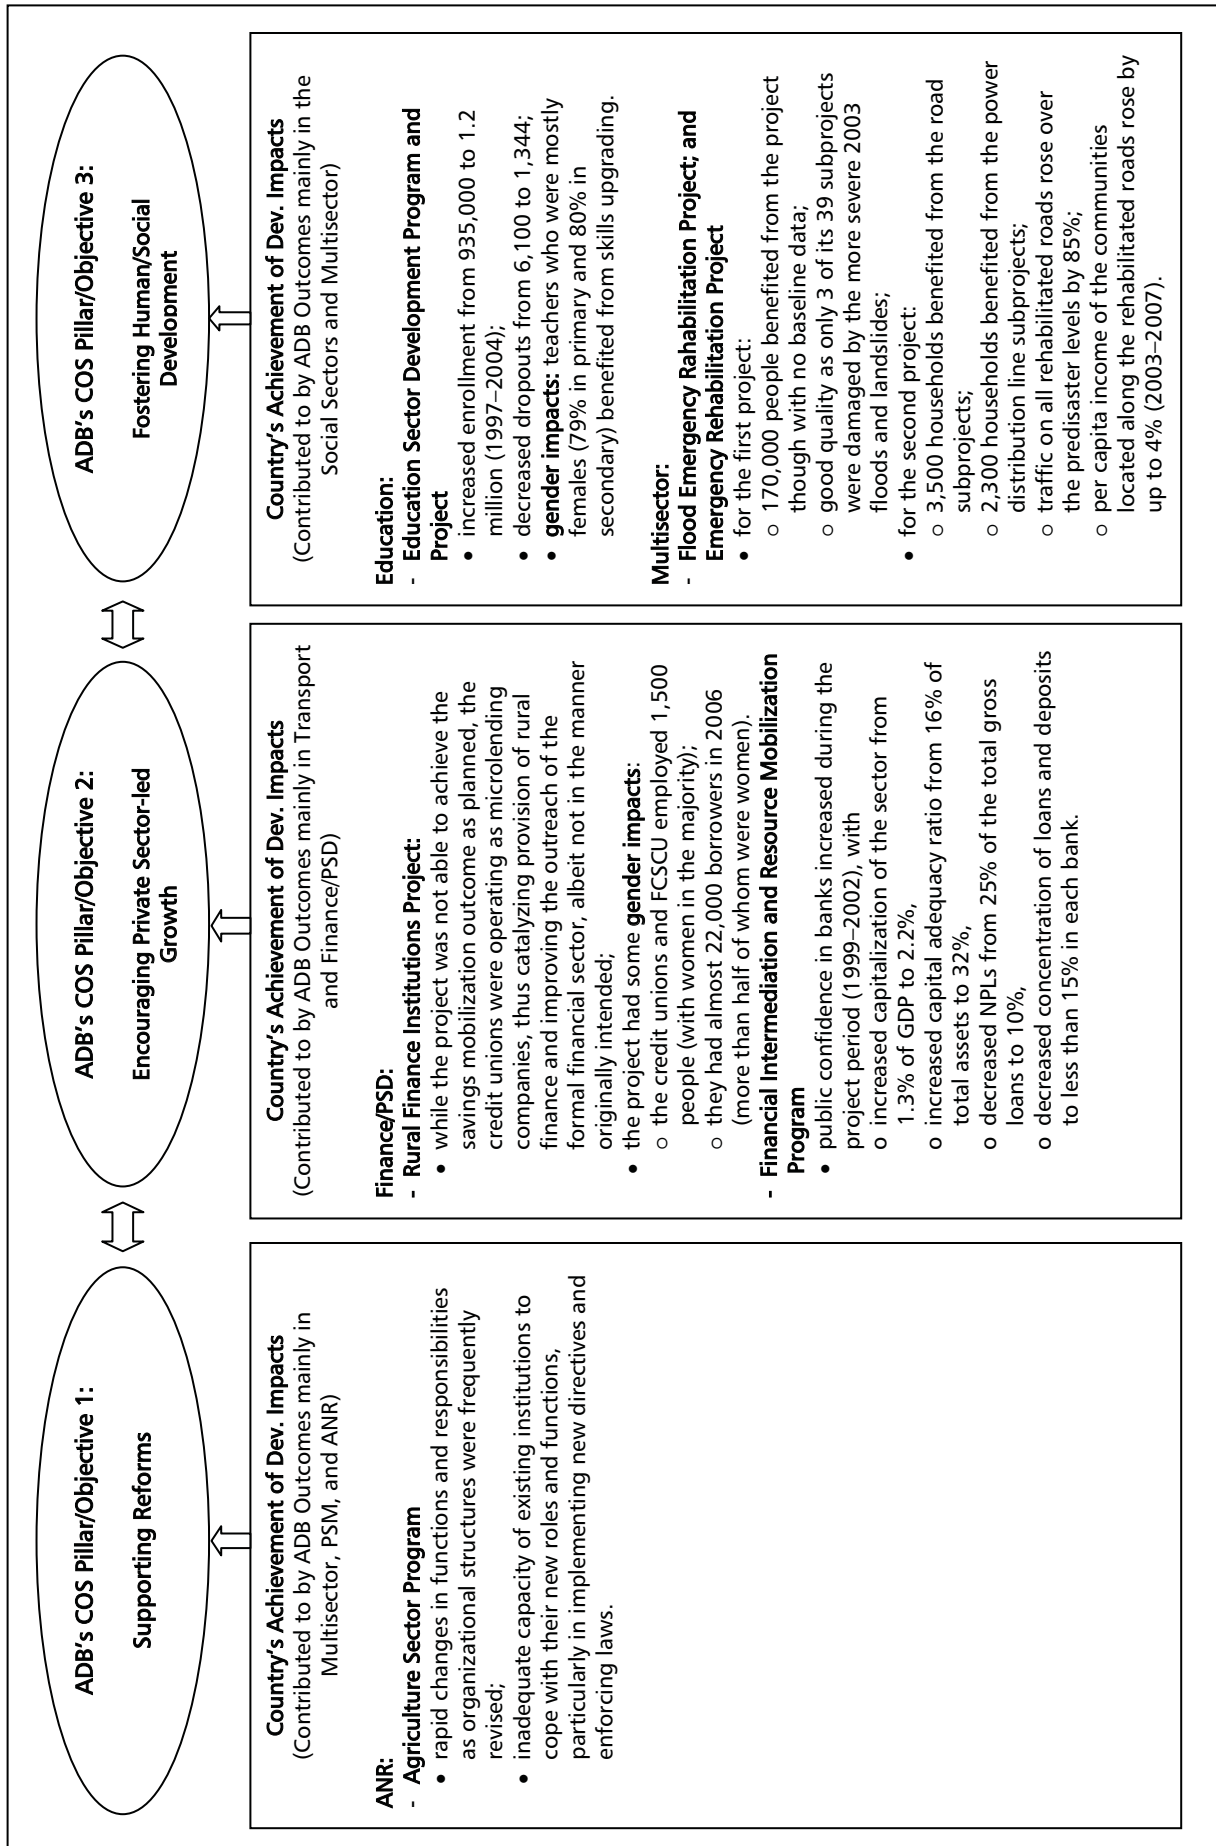 ADB's COS Pillar/Objective 1:
Supporting Reforms
ADB's COS Pillar/Objective 2:
Encouraging Private Sector-led
Growth
ADB's COS Pillar/Objective 3:
Fostering Human/Social
Development
Country's Achievement of Dev. Impacts
(Contributed to by ADB Outcomes mainly in
Multisector, PSM, and ANR)
ANR:
- Agriculture Sector Program
• rapid changes in functions and responsibilities
as organizational structures were frequently
revised;
• inadequate capacity of existing institutions to
cope with their new roles and functions,
particularly in implementing new directives and
enforcing laws.
Country's Achievement of Dev. Impacts
(Contributed to by ADB Outcomes mainly in Transport
and Finance/PSD)
Finance/PSD:
- Rural Finance Institutions Project:
• while the project was not able to achieve the
savings mobilization outcome as planned, the
credit unions were operating as microlending
companies, thus catalyzing provision of rural
finance and improving the outreach of the
formal financial sector, albeit not in the manner
originally intended;
• the project had some gender impacts:
o the credit unions and FCSCU employed 1,500
people (with women in the majority);
o they had almost 22,000 borrowers in 2006
(more than half of whom were women).
- Financial Intermediation and Resource Mobilization
Program
• public confidence in banks increased during the
project period (1999–2002), with
o increased capitalization of the sector from
1.3% of GDP to 2.2%,
o increased capital adequacy ratio from 16% of
total assets to 32%,
o decreased NPLs from 25% of the total gross
loans to 10%,
o decreased concentration of loans and deposits
to less than 15% in each bank.
Country's Achievement of Dev. Impacts
(Contributed to by ADB Outcomes mainly in the
Social Sectors and Multisector)
Education:
- Education Sector Development Program and
Project
• increased enrollment from 935,000 to 1.2
million (1997–2004);
• decreased dropouts from 6,100 to 1,344;
• gender impacts: teachers who were mostly
females (79% in primary and 80% in
secondary) benefited from skills upgrading.
Multisector:
- Flood Emergency Rahabilitation Project; and
Emergency Rehabilitation Project
• for the first project:
o 170,000 people benefited from the project
though with no baseline data;
o good quality as only 3 of its 39 subprojects
were damaged by the more severe 2003
floods and landslides;
• for the second project:
o 3,500 households benefited from the road
subprojects;
o 2,300 households benefited from the power
distribution line subprojects;
o traffic on all rehabilitated roads rose over
the predisaster levels by 85%;
o per capita income of the communities
located along the rehabilitated roads rose by
up to 4% (2003–2007).